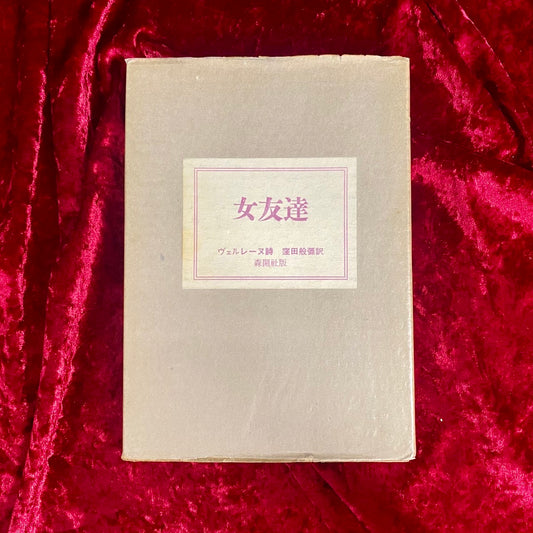 女友達
ヴェルレーヌ詩 窪田般彌訳
森開社版